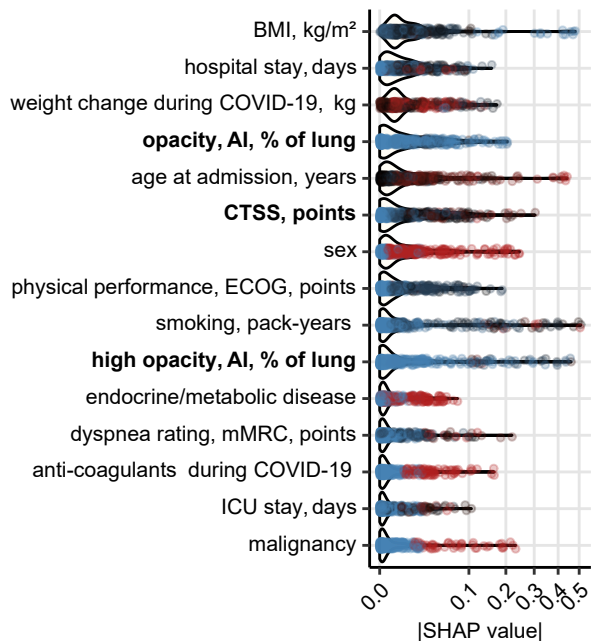 BMI, kg/m²
hospital stay, days
weight change during COVID-19, kg
opacity, AI, % of lung
age at admission, years
CTSS, points
sex
physical performance, ECOG, points
smoking, pack-years
high opacity, AI, % of lung
endocrine/metabolic disease
dyspnea rating, mMRC, points
anti-coagulants during COVID-19
ICU stay, days
malignancy
0.0 0.1 0.2 0.3 0.4 0.5
|SHAP value|